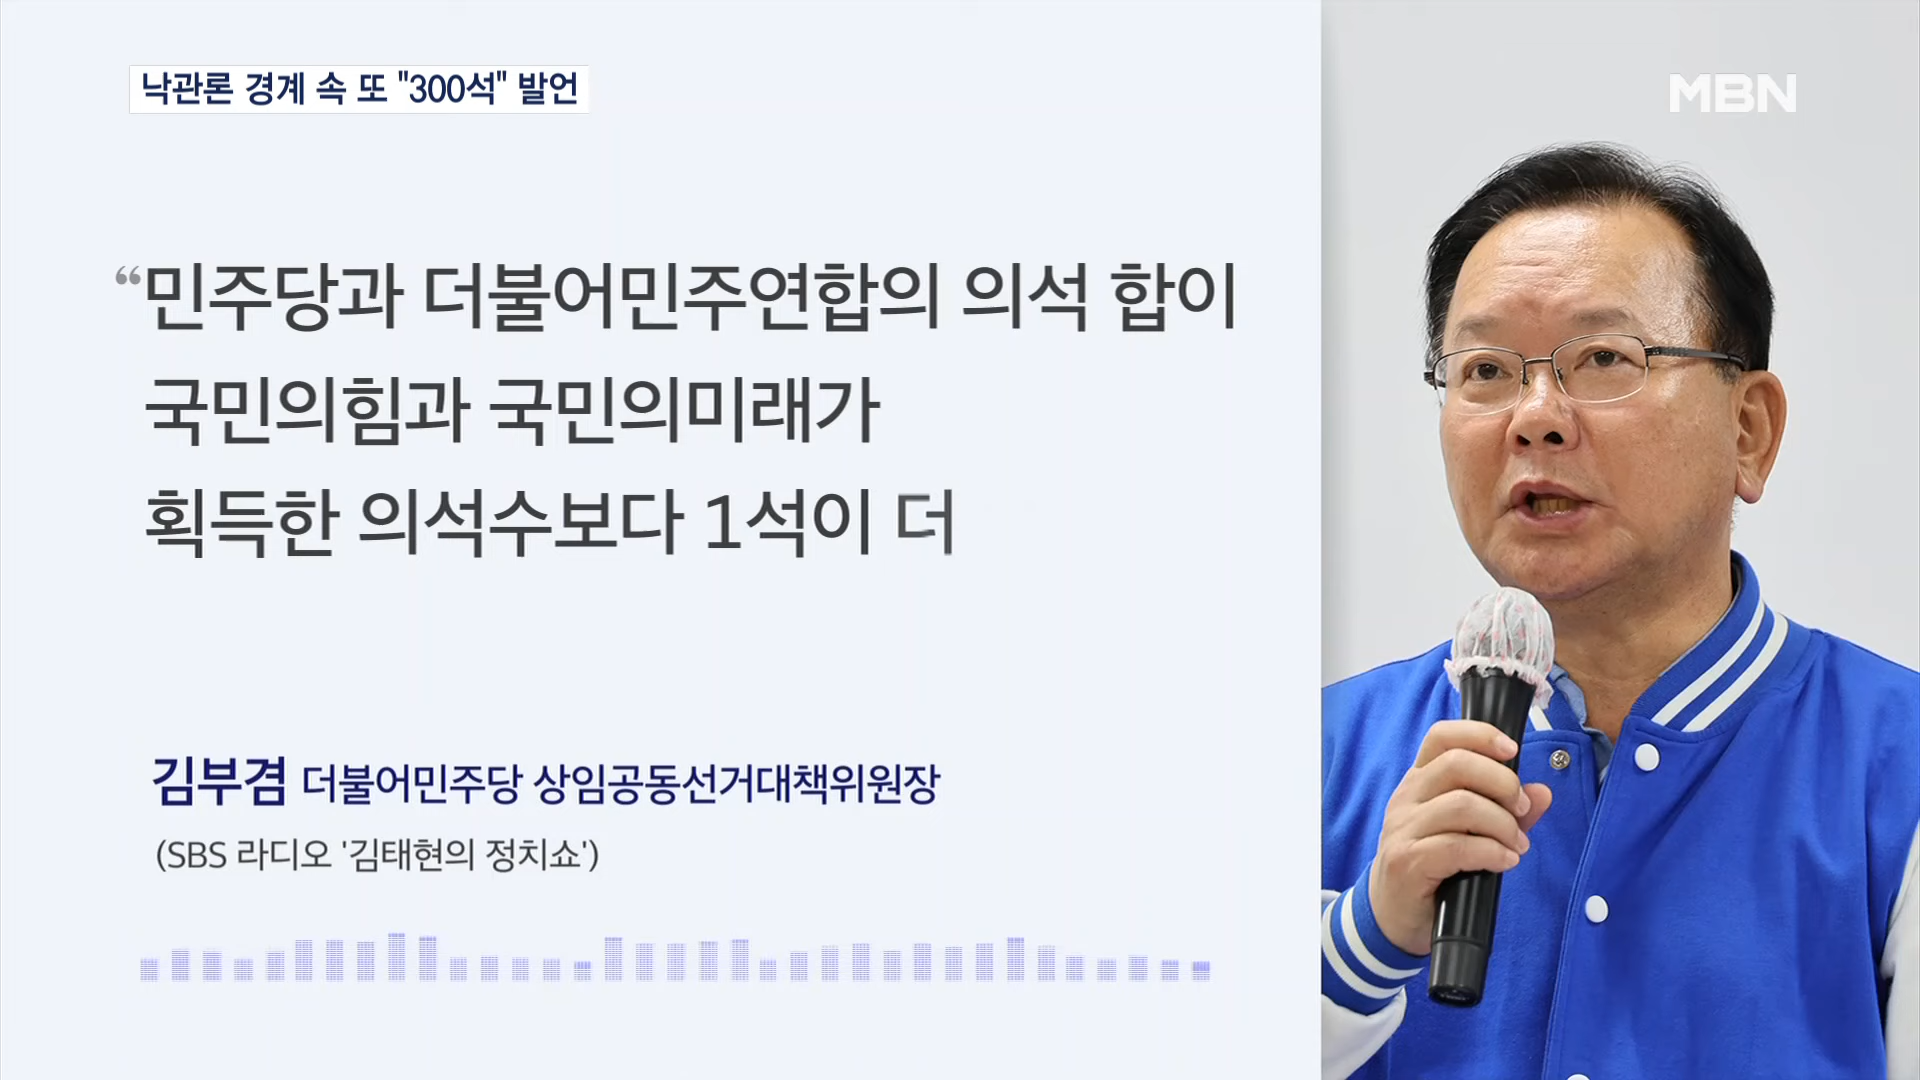 낙관론 경계 속 또 "300석" 발언
MBN
“민주당과 더불어민주연합의 의석 합이
국민의힘과 국민의미래가
획득한 의석수보다 1석이 더
김부겸 더불어민주당 상임공동선거대책위원장
(SBS 라디오 '김태현의 정치쇼')